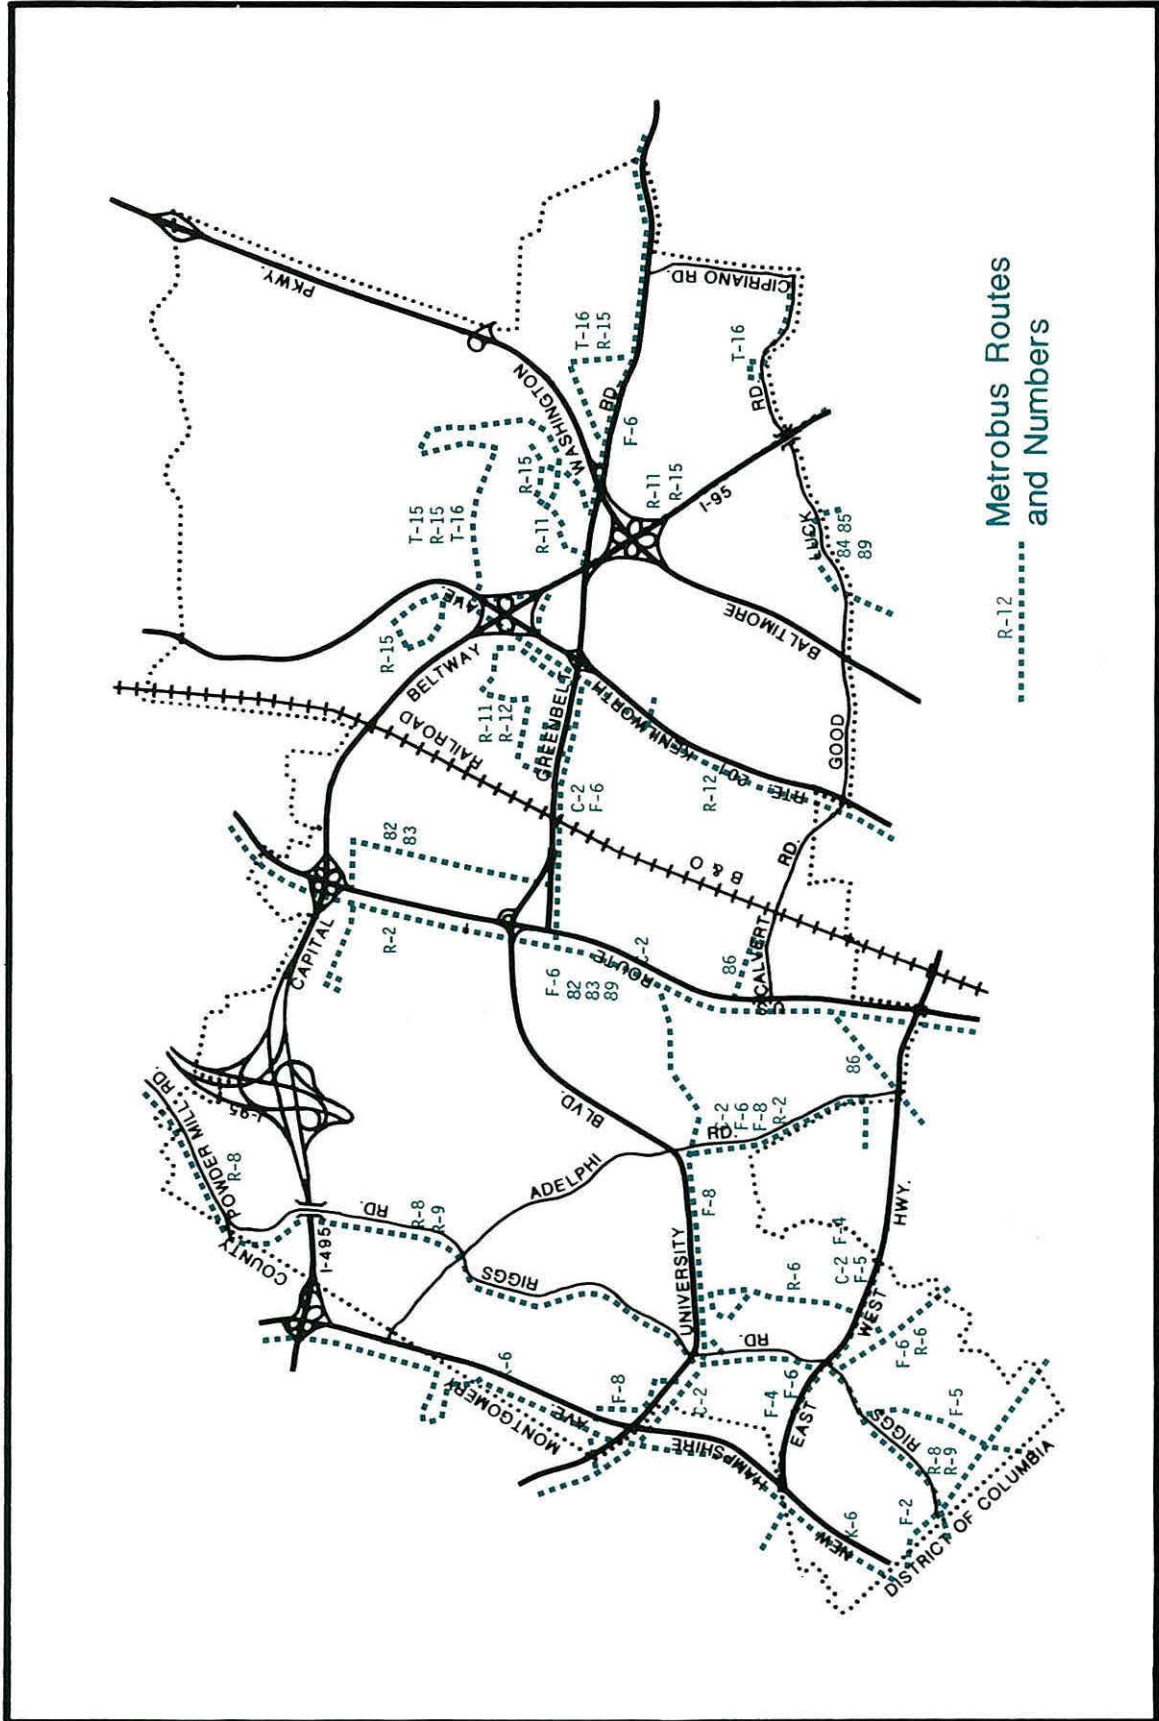 PKWY.
WASHINGTON
T-16
R-15
RD.
F-6
CIPRIANO RD.
T-16
RD.
T-15
R-15
T-16
R-15
R-11
R-11
R-15
I-95
LUCK
84 85
89
AVE.
R-15
BELTWAY
BALTIMORE
R-11
R-12
GREENBELT
KENILWORTH
RAILROAD
GOOD
RTE. 201
R-12
C-2
F-6
82
83
B & O
RD.
CALVERT
R-2
CAPITAL
ROUTE
C-2
86
F-6
82
83
89
86
I-95
POWDER MILL RD.
R-8
BLVD
C-2
F-6
F-8
R-2
RD.
ADELPHI
RD.
R-8
R-9
F-8
COUNTY
I-495
RIGGS
UNIVERSITY
R-6
C-2 F-4
F-5
HWY.
WEST
RD.
F-6
R-6
MONTGOMERY
AVE.
F-8
C-2
F-4
F-6
EAST
F-5
RIGGS
R-8
R-9
HAMPSHIRE
NEW
K-6
F-2
DISTRICT OF COLUMBIA
R-12
Metrobus Routes
and Numbers